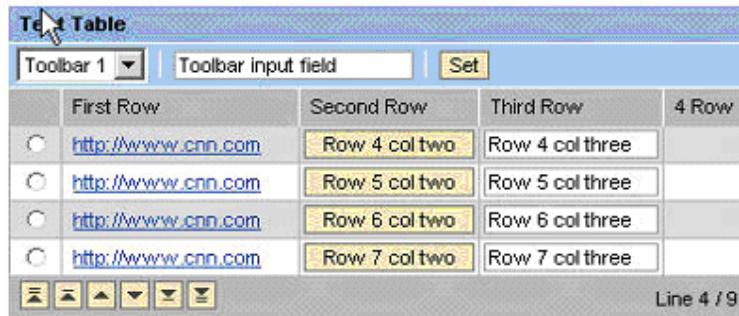 Test Table
Toolbar 1 Toolbar input field Set
First Row Second Row Third Row 4 Row
http://www.cnn.com Row 4 col two Row 4 col three
http://www.cnn.com Row 5 col two Row 5 col three
http://www.cnn.com Row 6 col two Row 6 col three
http://www.cnn.com Row 7 col two Row 7 col three
Line 4 / 9